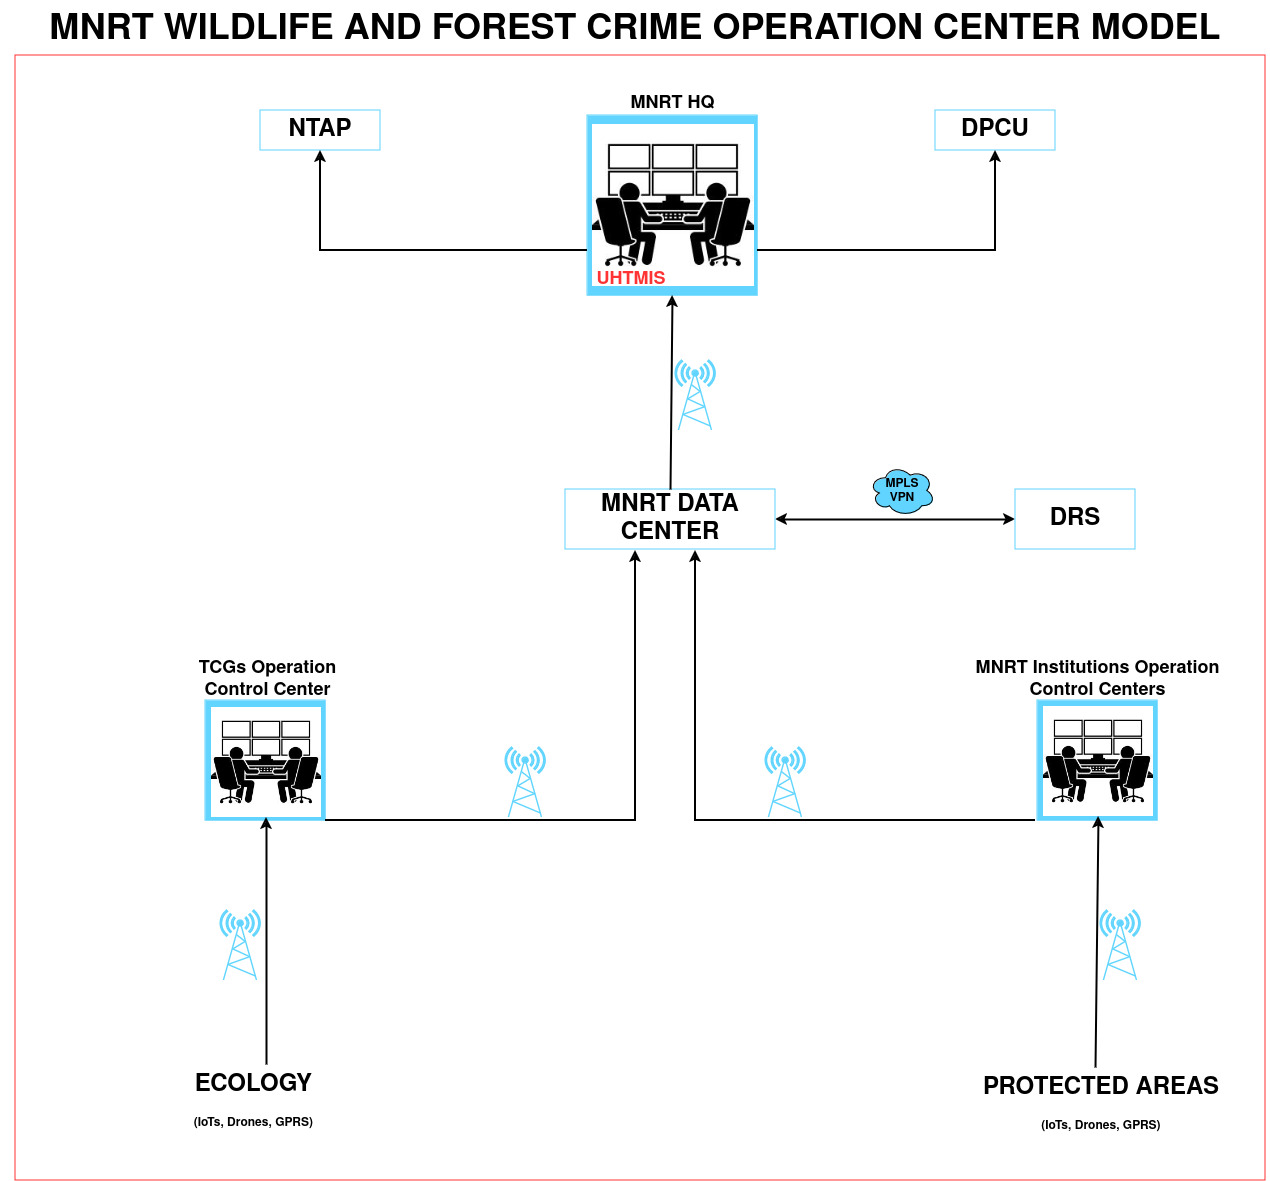 MNRT WILDLIFE AND FOREST CRIME OPERATION CENTER MODEL
MNRT HQ
NTAP
DPCU
UHTMIS
MPLS
VPN
MNRT DATA
CENTER
DRS
TCGs Operation
Control Center
MNRT Institutions Operation
Control Centers
ECOLOGY
(IoTs, Drones, GPRS)
PROTECTED AREAS
(IoTs, Drones, GPRS)